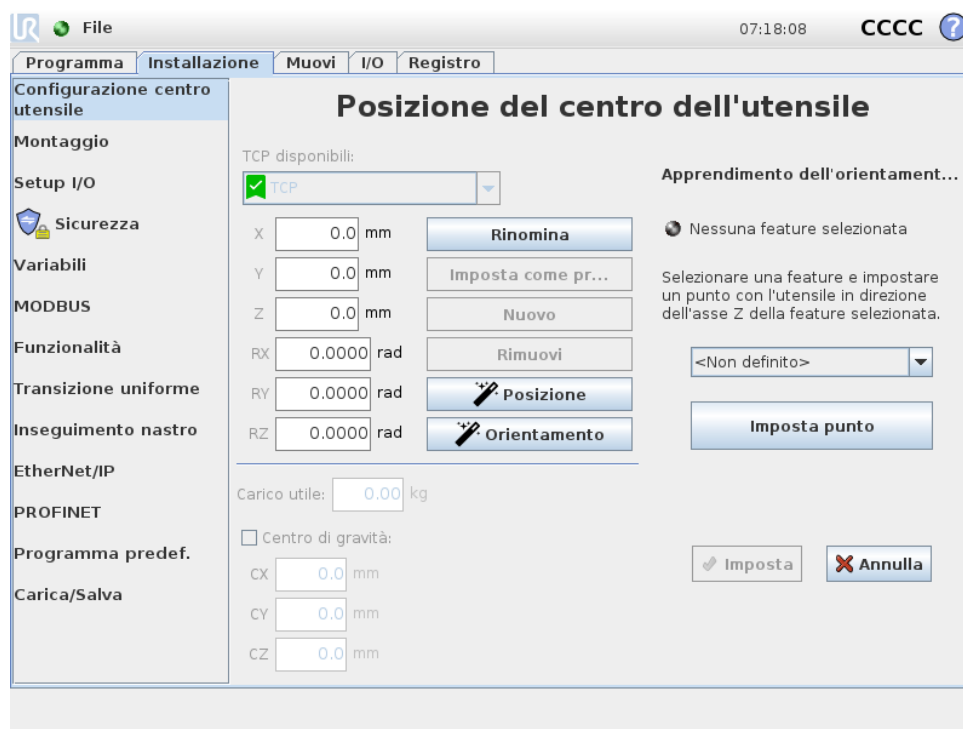 UR File 07:18:08 CCCC ?
Programma Installazione Muovi I/O Registro
Configurazione centro
utensile
Montaggio
Setup I/O
Sicurezza
Variabili
MODBUS
Funzionalità
Transizione uniforme
Inseguimento nastro
EtherNet/IP
PROFINET
Programma predef.
Carica/Salva
Posizione del centro dell'utensile
TCP disponibili:
TCP
X 0.0 mm Rinomina
Y 0.0 mm Imposta come pr...
Z 0.0 mm Nuovo
RX 0.0000 rad Rimuovi
RY 0.0000 rad Posizione
RZ 0.0000 rad Orientamento
Carico utile: 0.00 kg
Centro di gravità:
CX 0.0 mm
CY 0.0 mm
CZ 0.0 mm
Apprendimento dell'orientament...
Nessuna feature selezionata
Selezionare una feature e impostare
un punto con l'utensile in direzione
dell'asse Z della feature selezionata.
<Non definito>
Imposta punto
Imposta Annulla